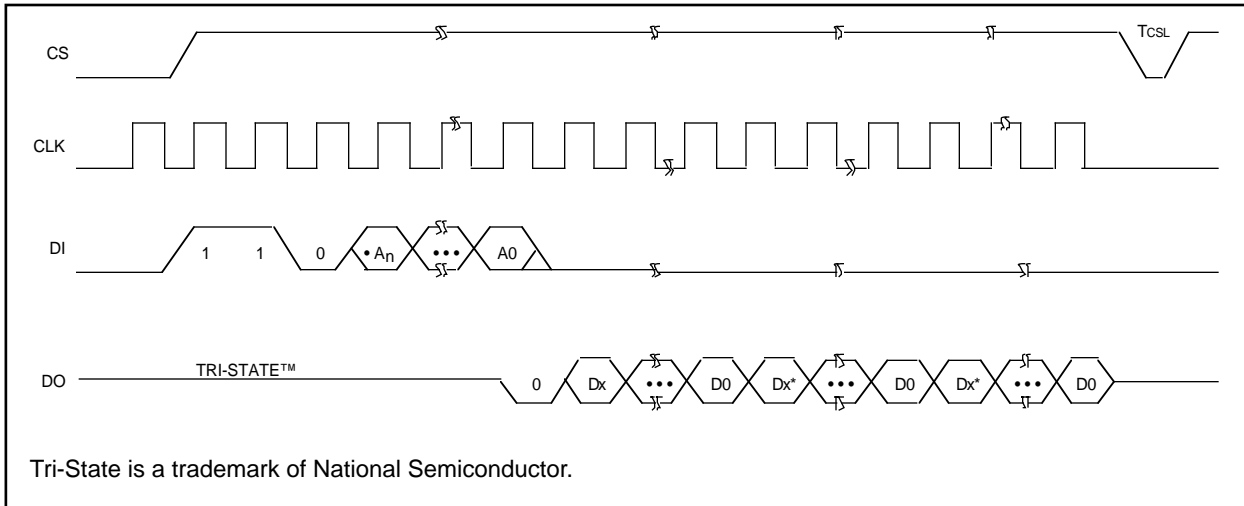 CS
TCSL
CLK
DI
1 1 0 •An ••• A0
DO
TRI-STATE™
0 Dx ••• D0 Dx* ••• D0 Dx* ••• D0
Tri-State is a trademark of National Semiconductor.